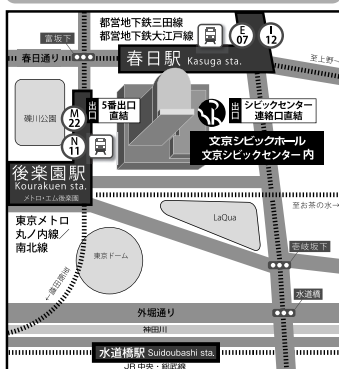 都営地下鉄三田線
都営地下鉄大江戸線
E
07
I
12
富坂下
春日通り
春日駅 Kasuga sta.
至上野→
礫川公園
M
22
出口
5番出口
直結
出口
シビックセンター
連絡口直結
N
11
文京シビックホール
文京シビックセンター内
後楽園駅
Kourakuen sta.
メトロ・エム後楽園
至お茶の水→
東京メトロ
丸ノ内線／
南北線
LaQua
東京ドーム
壱岐坂下
←至飯田橋
水道橋
外堀通り
神田川
水道橋駅 Suidoubashi sta.
JR中央・総武線